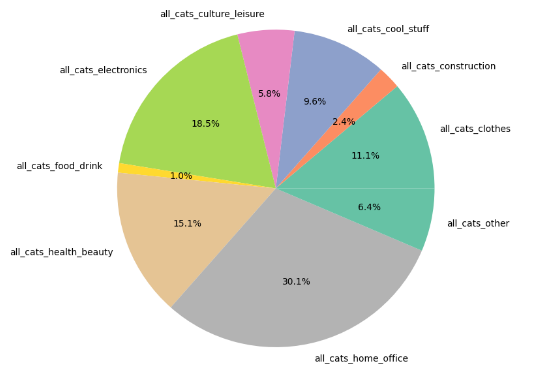 all_cats_culture_leisure
all_cats_cool_stuff
all_cats_construction
all_cats_electronics
5.8%
9.6%
2.4%
18.5%
all_cats_clothes
11.1%
all_cats_food_drink
1.0%
6.4%
all_cats_other
15.1%
all_cats_health_beauty
30.1%
all_cats_home_office